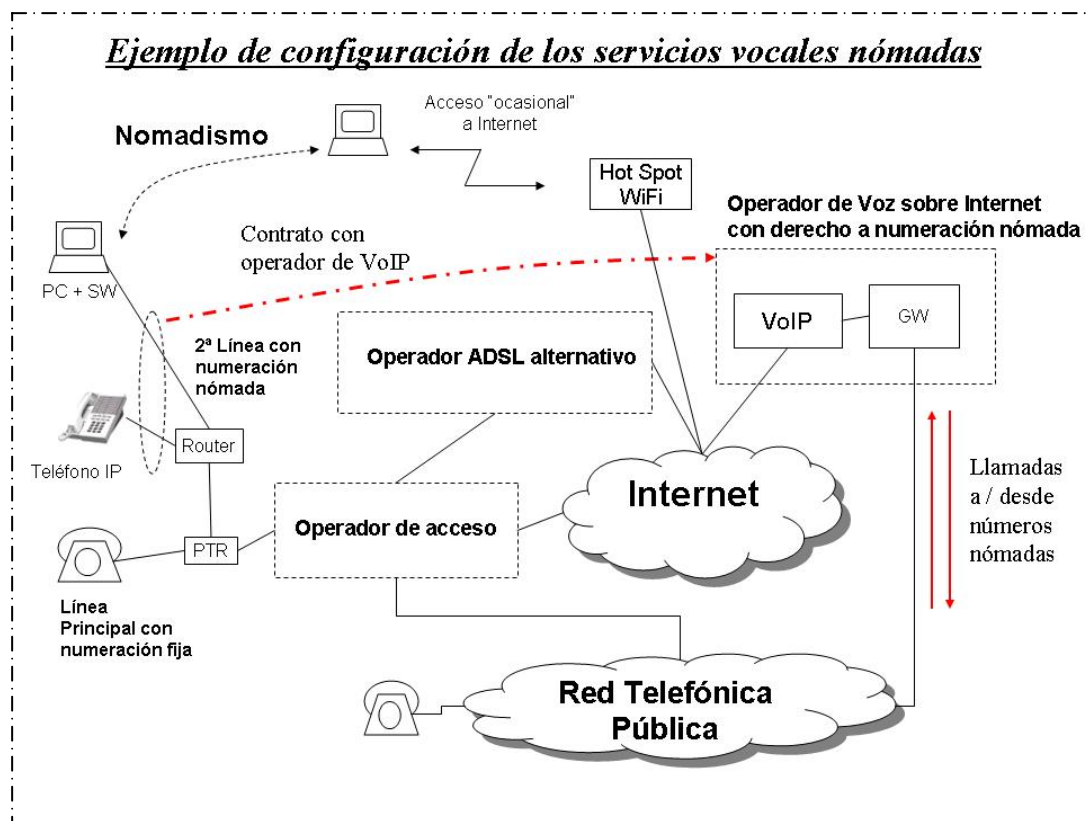 Ejemplo de configuración de los servicios vocales nómadas
Acceso "ocasional"
a Internet
Nomadismo
Hot Spot
WiFi
Operador de Voz sobre Internet
con derecho a numeración nómada
Contrato con
operador de VoIP
PC + SW
VoIP
GW
2ª Línea con
numeración
nómada
Operador ADSL alternativo
Router
Teléfono IP
Internet
Llamadas
a / desde
números
nómadas
Operador de acceso
PTR
Línea
Principal con
numeración fija
Red Telefónica
Pública